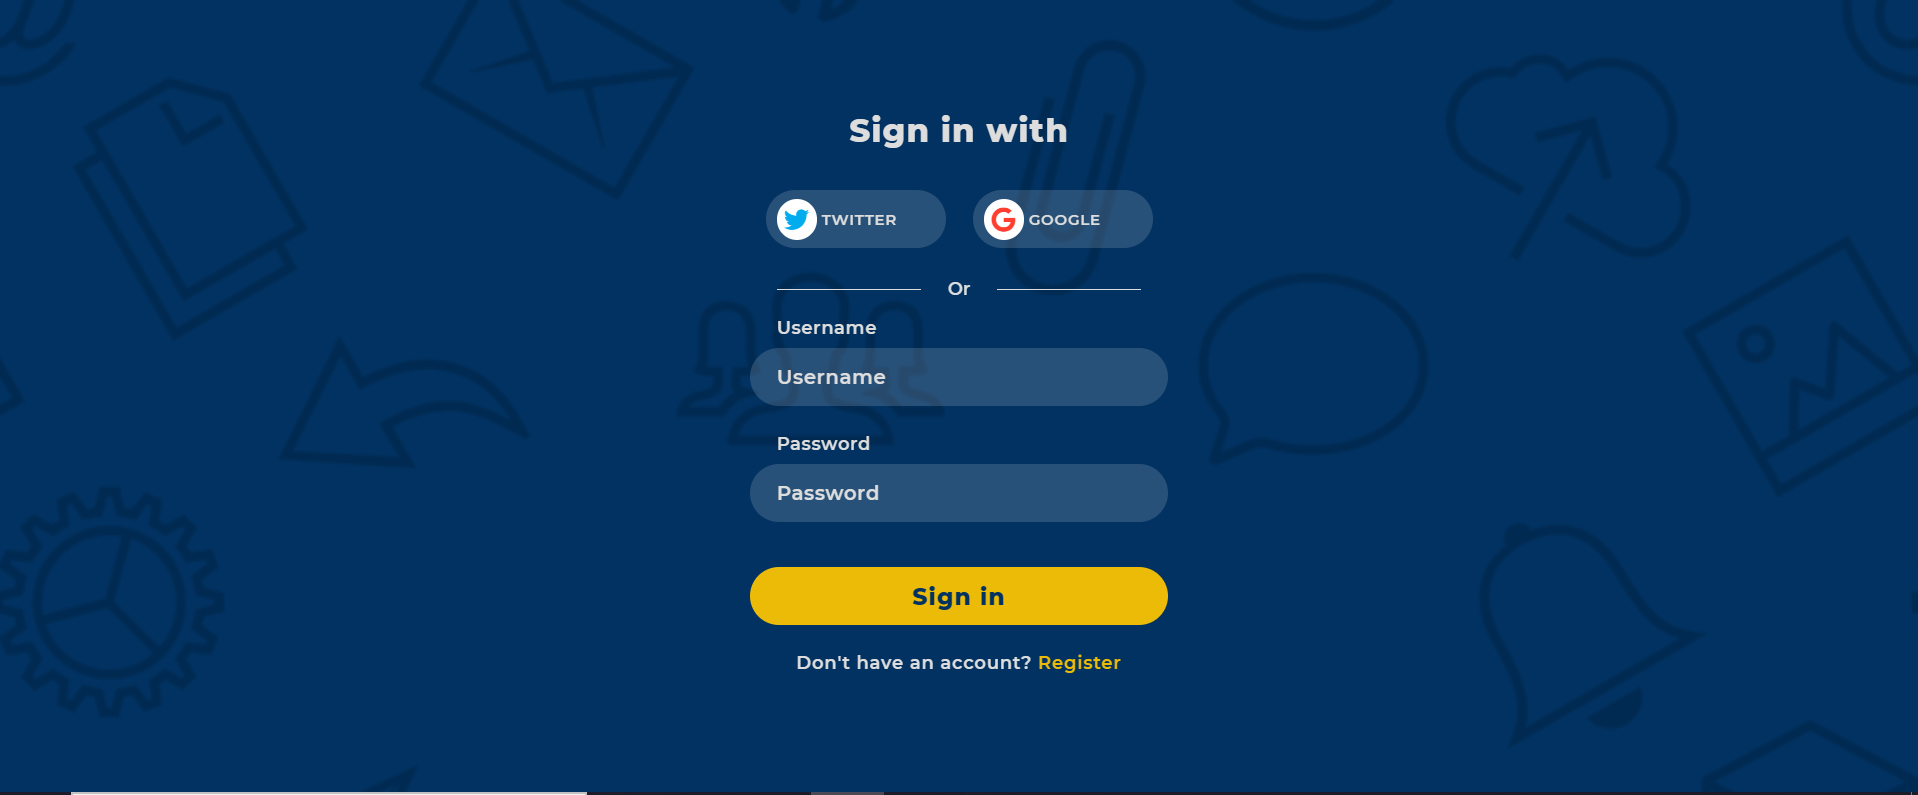 Sign in with
TWITTER GOOGLE
Or
Username
Username
Password
Password
Sign in
Don't have an account? Register